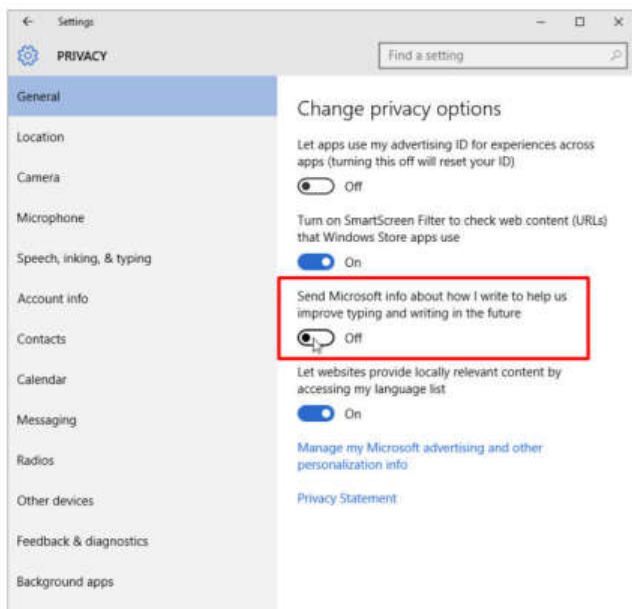 Settings
PRIVACY
Find a setting
General
Location
Camera
Microphone
Speech, inking, & typing
Account info
Contacts
Calendar
Messaging
Radios
Other devices
Feedback & diagnostics
Background apps
Change privacy options
Let apps use my advertising ID for experiences across
apps (turning this off will reset your ID)
Off
Turn on SmartScreen Filter to check web content (URLs)
that Windows Store apps use
On
Send Microsoft info about how I write to help us
improve typing and writing in the future
Off
Let websites provide locally relevant content by
accessing my language list
On
Manage my Microsoft advertising and other
personalization info
Privacy Statement